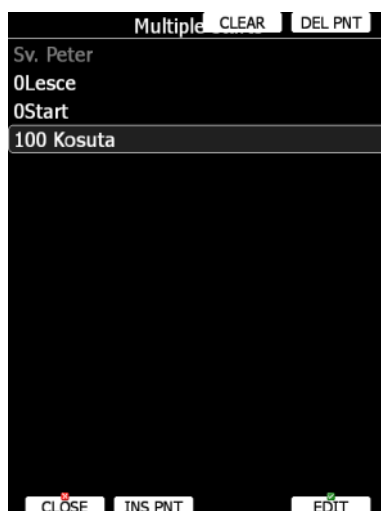 Multiple
CLEAR
DEL PNT
Sv. Peter
0Lesce
0Start
100 Kosuta
CLOSE
INS PNT
EDIT